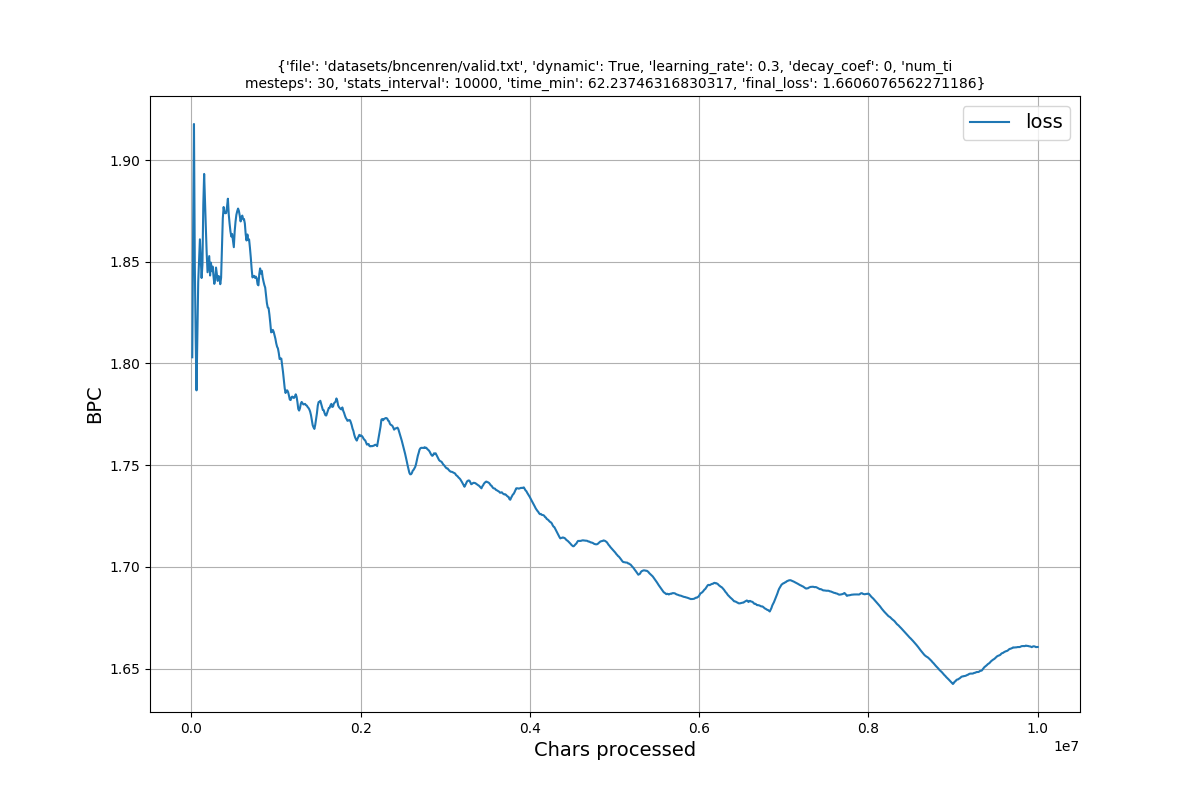 {'file': 'datasets/bncenren/valid.txt', 'dynamic': True, 'learning_rate': 0.3, 'decay_coef': 0, 'num_ti
mesteps': 30, 'stats_interval': 10000, 'time_min': 62.23746316830317, 'final_loss': 1.6606076562271186}
loss
1.90
1.85
1.80
1.75
1.70
1.65
BPC
0.0 0.2 0.4 0.6 0.8 1.0
1e7
Chars processed